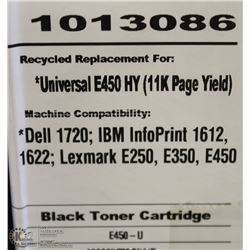 1013086
Recycled Replacement For:
*Universal E450 HY (11K Page Yield)
Machine Compatibility:
*Dell 1720; IBM InfoPrint 1612,
1622; Lexmark E250, E350, E450
Black Toner Cartridge
E450-U